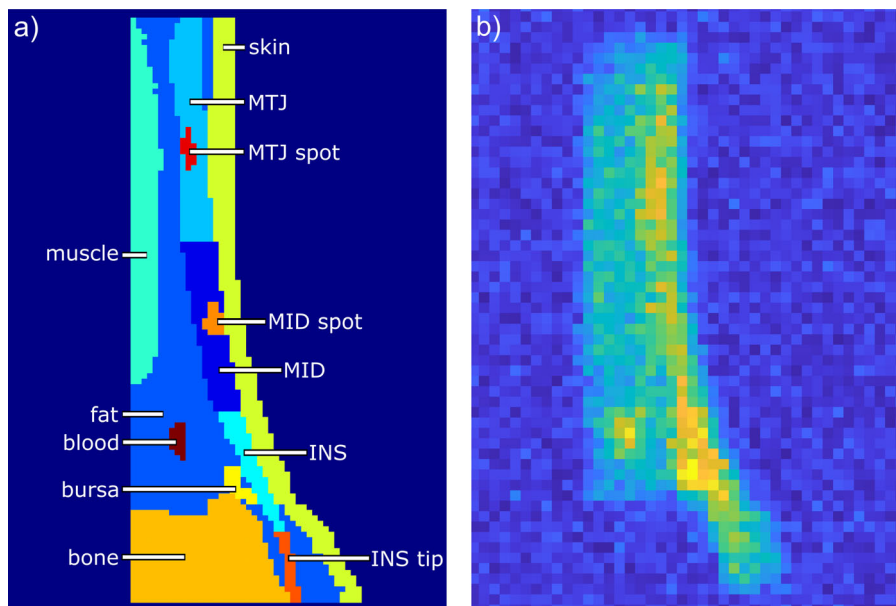 a)
b)
skin
MTJ
MTJ spot
muscle
MID spot
MID
fat
blood
INS
bursa
bone
INS tip